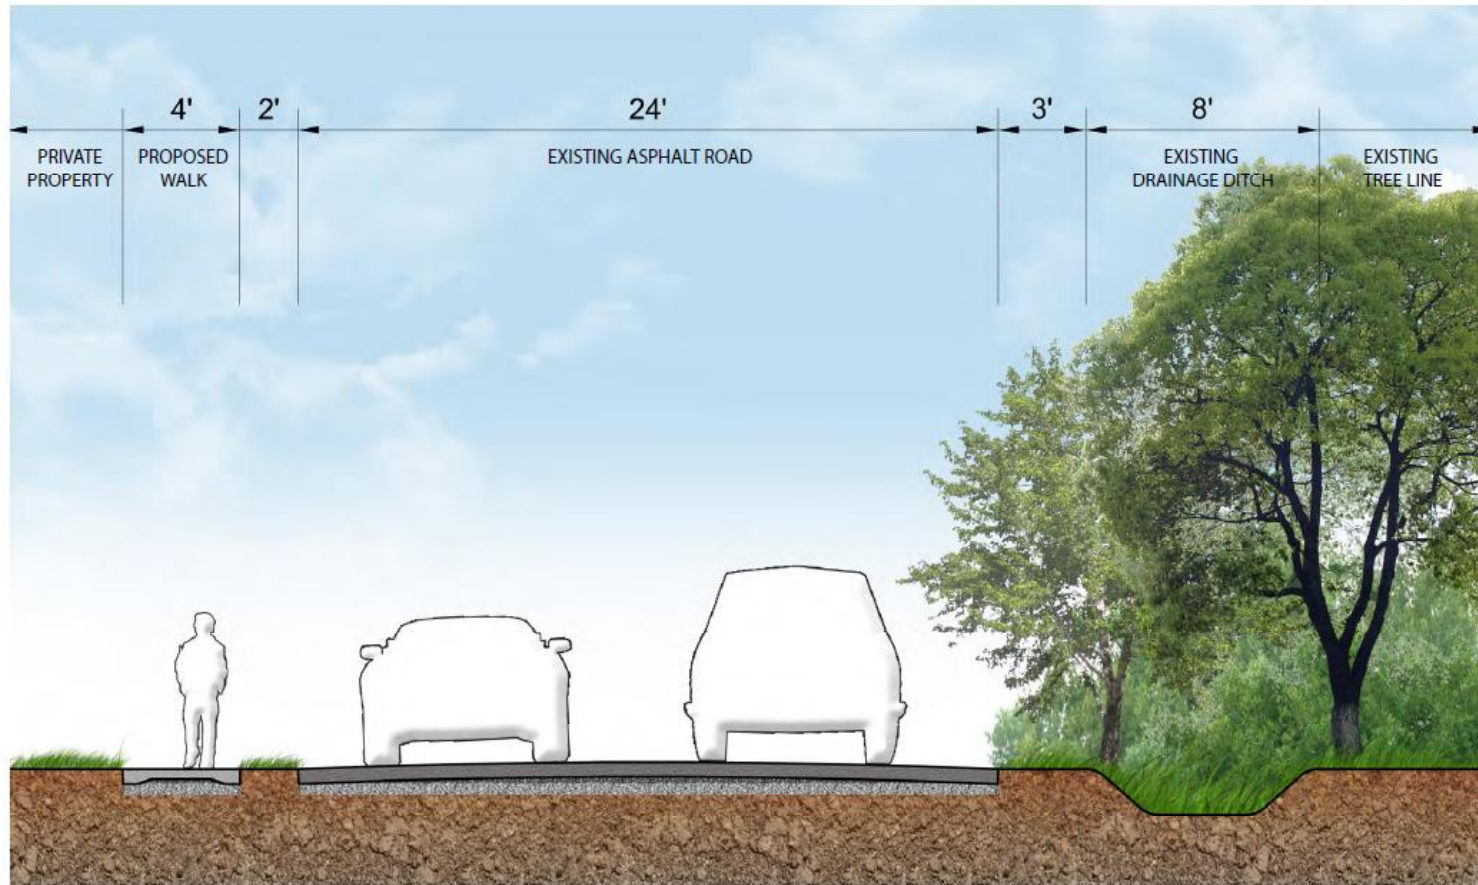 4'
2'
24'
3'
8'
PRIVATE
PROPERTY
PROPOSED
WALK
EXISTING ASPHALT ROAD
EXISTING
DRAINAGE DITCH
EXISTING
TREE LINE